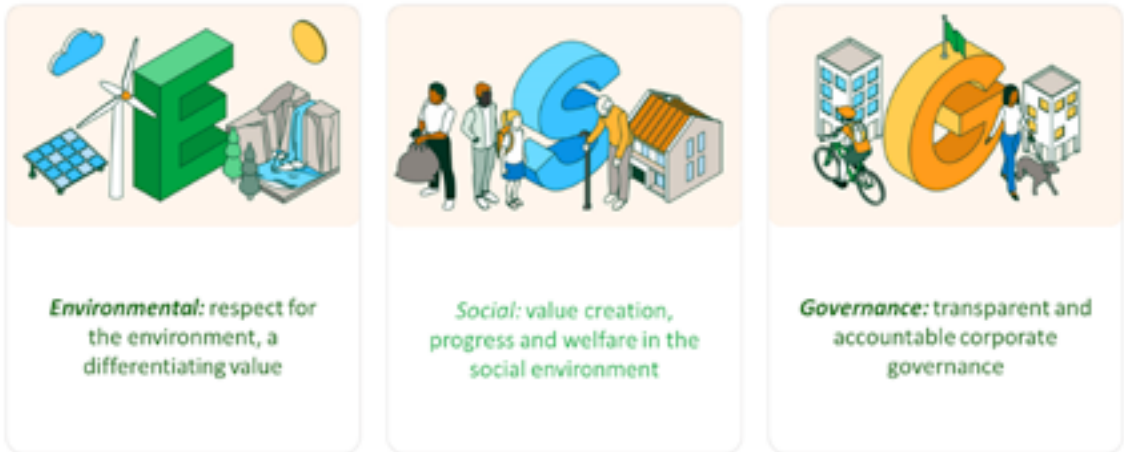 E
Environmental: respect for
the environment, a
differentiating value
S
Social: value creation,
progress and welfare in the
social environment
G
Governance: transparent and
accountable corporate
governance